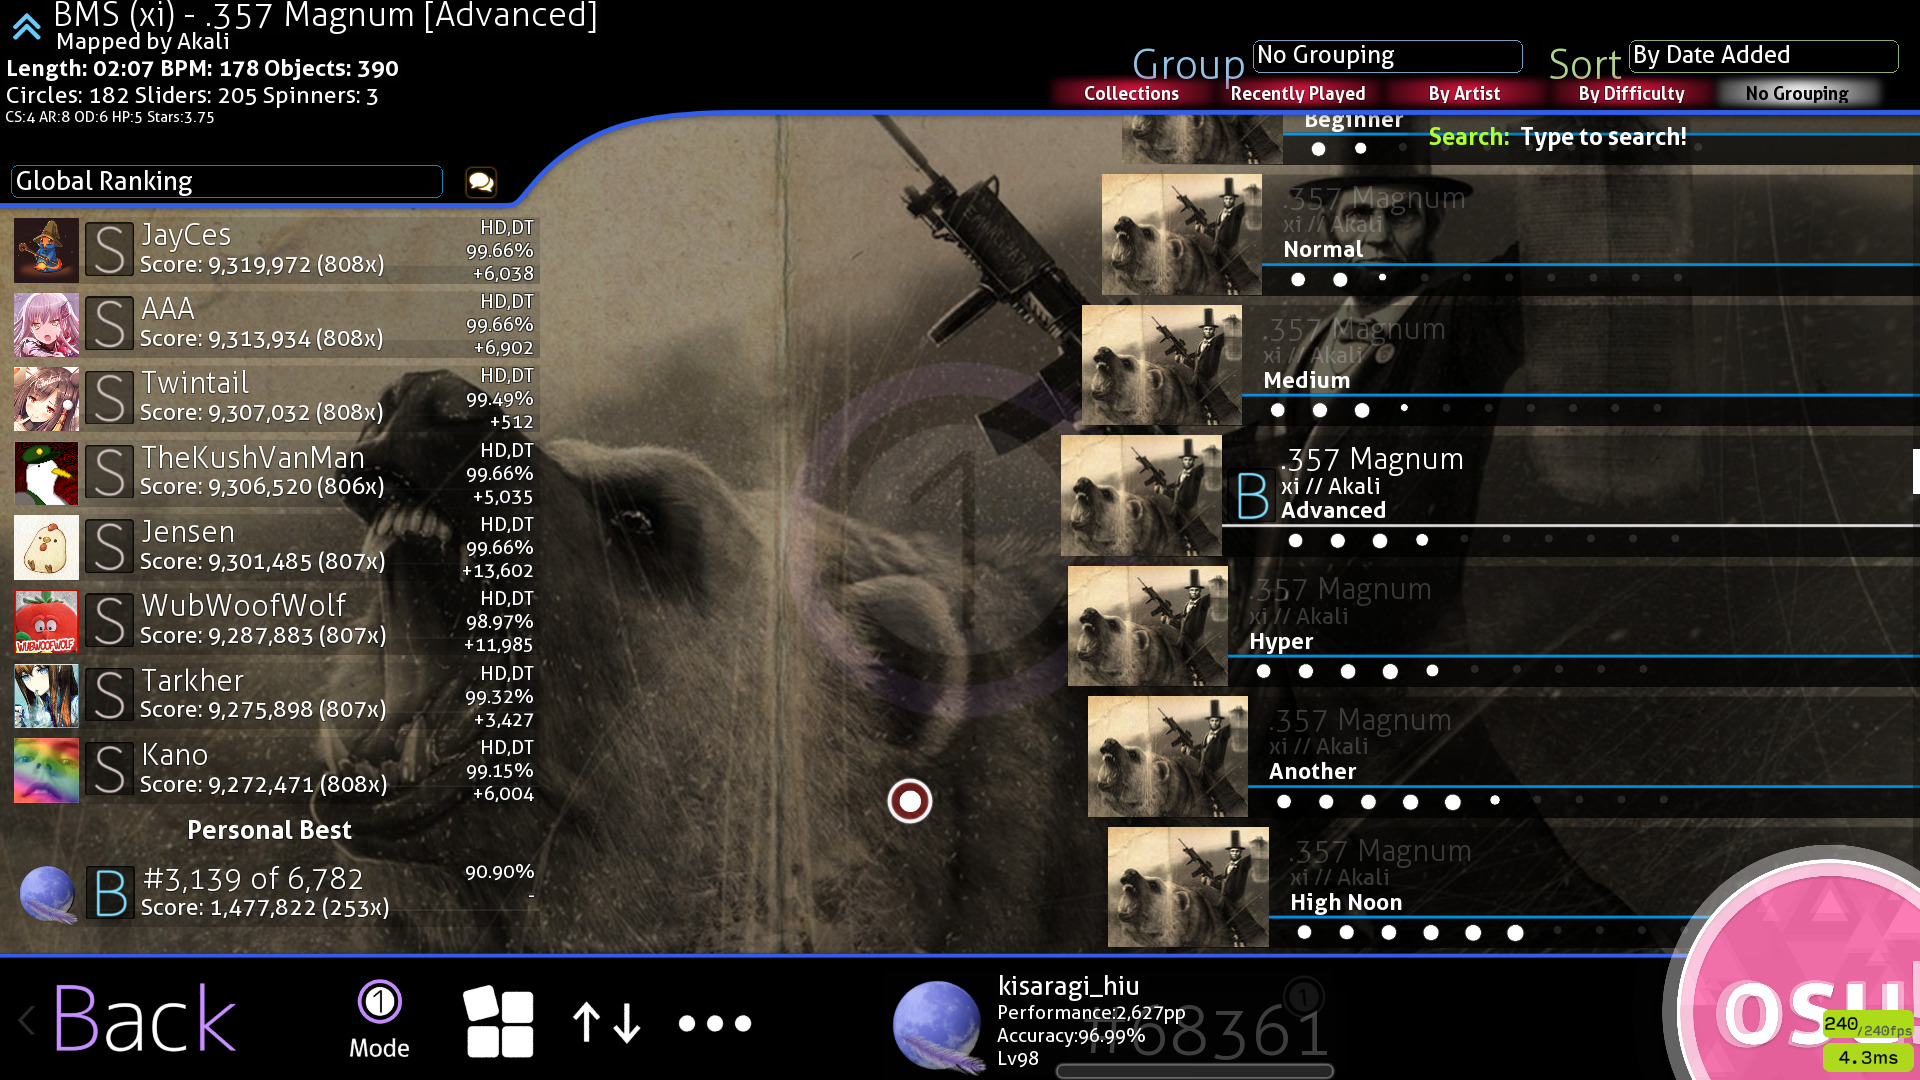 BMS (xi) - .357 Magnum [Advanced]
Mapped by Akali
Length: 02:07 BPM: 178 Objects: 390
Circles: 182 Sliders: 205 Spinners: 3
CS:4 AR:8 OD:6 HP:5 Stars:3.75
Group No Grouping Sort By Date Added
Collections Recently Played By Artist By Difficulty No Grouping
Search: Type to search!
Global Ranking
S JayCes HD,DT
99.66%
Score: 9,319,972 (808x) +6,038
S AAA HD,DT
99.66%
Score: 9,313,934 (808x) +6,902
S Twintail HD,DT
99.49%
Score: 9,307,032 (808x) +512
S TheKushVanMan HD,DT
99.66%
Score: 9,306,520 (806x) +5,035
S Jensen HD,DT
99.66%
Score: 9,301,485 (807x) +13,602
S WubWoofWolf HD,DT
98.97%
Score: 9,287,883 (807x) +11,985
WUBWOOFWOLF
S Tarkher HD,DT
99.32%
Score: 9,275,898 (807x) +3,427
S Kano HD,DT
99.15%
Score: 9,272,471 (808x) +6,004
Personal Best
B #3,139 of 6,782 90.90%
Score: 1,477,822 (253x) -
Beginner
.357 Magnum
xi // Akali
Normal
.357 Magnum
xi // Akali
Medium
B .357 Magnum
xi // Akali
Advanced
.357 Magnum
xi // Akali
Hyper
.357 Magnum
xi // Akali
Another
.357 Magnum
xi // Akali
High Noon
Back
1
Mode
kisaragi_hiu
Performance:2,627pp
Accuracy:96.99%
Lv98
#68361
1
osu
240/240fps
4.3ms